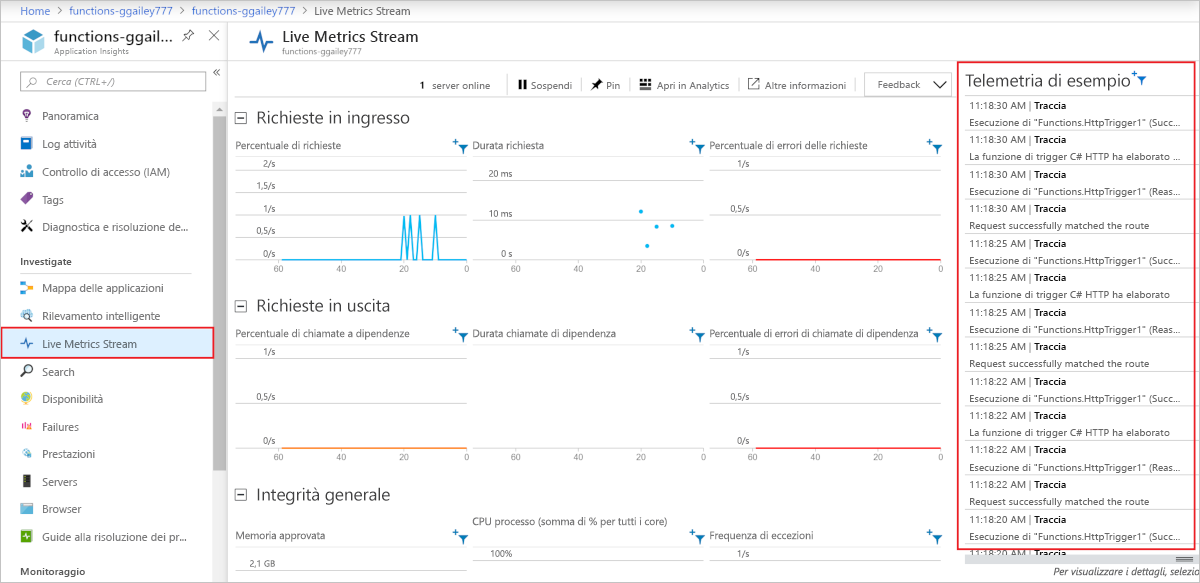 Home > functions-ggailey777 > functions-ggailey777 > Live Metrics Stream
functions-ggail...
Application Insights
Cerca (CTRL+/)
Panoramica
Log attività
Controllo di accesso (IAM)
Tags
Diagnostica e risoluzione de...
Investigate
Mappa delle applicazioni
Rilevamento intelligente
Live Metrics Stream
Search
Disponibilità
Failures
Prestazioni
Servers
Browser
Guide alla risoluzione dei pr...
Monitoraggio
Live Metrics Stream
functions-ggailey777
1 server online
Sospendi
Pin
Apri in Analytics
Altre informazioni
Feedback
Richieste in ingresso
Percentuale di richieste
2/s
1,5/s
1/s
0,5/s
0/s
60 40 20 0
Durata richiesta
20 ms
10 ms
0 s
60 40 20 0
Percentuale di errori delle richieste
1/s
0,5/s
0/s
60 40 20 0
Richieste in uscita
Percentuale di chiamate a dipendenze
1/s
0,5/s
0/s
60 40 20 0
Durata chiamate di dipendenza
60 40 20 0
Percentuale di errori di chiamate di dipendenza
1/s
0,5/s
0/s
60 40 20 0
Integrità generale
Memoria approvata
2,1 GB
CPU processo (somma di % per tutti i core)
100%
Frequenza di eccezioni
1/s
Telemetria di esempio
11:18:30 AM | Traccia
Esecuzione di "Functions.HttpTrigger1" (Succ...
11:18:30 AM | Traccia
La funzione di trigger C# HTTP ha elaborato ...
11:18:30 AM | Traccia
Esecuzione di "Functions.HttpTrigger1" (Reas...
11:18:30 AM | Traccia
Request successfully matched the route
11:18:25 AM | Traccia
Esecuzione di "Functions.HttpTrigger1" (Succ...
11:18:25 AM | Traccia
La funzione di trigger C# HTTP ha elaborato
11:18:25 AM | Traccia
Esecuzione di "Functions.HttpTrigger1" (Reas...
11:18:25 AM | Traccia
Request successfully matched the route
11:18:22 AM | Traccia
Esecuzione di "Functions.HttpTrigger1" (Succ...
11:18:22 AM | Traccia
La funzione di trigger C# HTTP ha elaborato
11:18:22 AM | Traccia
Esecuzione di "Functions.HttpTrigger1" (Reas...
11:18:22 AM | Traccia
Request successfully matched the route
11:18:20 AM | Traccia
Esecuzione di "Functions.HttpTrigger1" (Succ...
11:18:20 AM | Traccia
Per visualizzare i dettagli, selezio